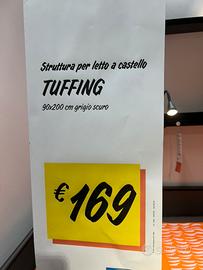 Struttura per letto a castello
TUFFING
90x200 cm grigio scuro
€169